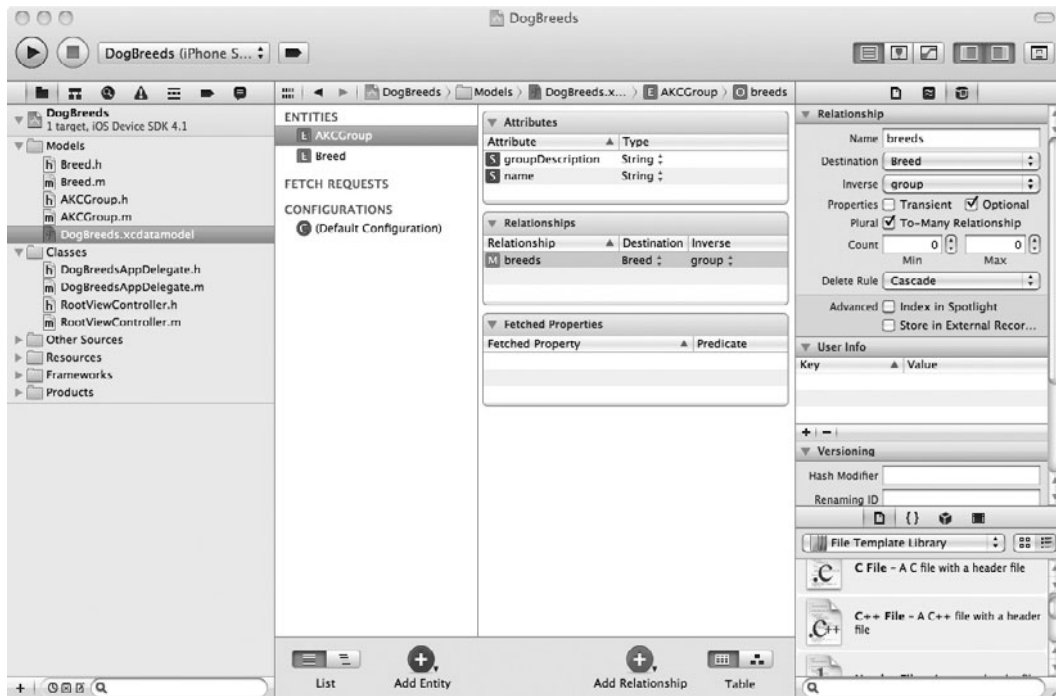 DogBreeds
DogBreeds (iPhone S...
DogBreeds
1 target, iOS Device SDK 4.1
Models
h Breed.h
m Breed.m
h AKCGroup.h
m AKCGroup.m
DogBreeds.xcdatamodel
Classes
h DogBreedsAppDelegate.h
m DogBreedsAppDelegate.m
h RootViewController.h
m RootViewController.m
Other Sources
Resources
Frameworks
Products
DogBreeds Models DogBreeds.x... E AKCGroup O breeds
ENTITIES
E AKCGroup
E Breed
FETCH REQUESTS
CONFIGURATIONS
C (Default Configuration)
Attributes
Attribute Type
S groupDescription String
S name String
Relationships
Relationship Destination Inverse
M breeds Breed group
Fetched Properties
Fetched Property Predicate
List
Add Entity
Add Relationship
Table
Relationship
Name breeds
Destination Breed
Inverse group
Properties Transient Optional
Plural To-Many Relationship
Count 0 0
Min Max
Delete Rule Cascade
Advanced Index in Spotlight
Store in External Recor...
User Info
Key Value
+ −
Versioning
Hash Modifier
Renaming ID
{}
File Template Library
.C
C File – A C file with a header file
.C++
C++ File – A C++ file with a header
file